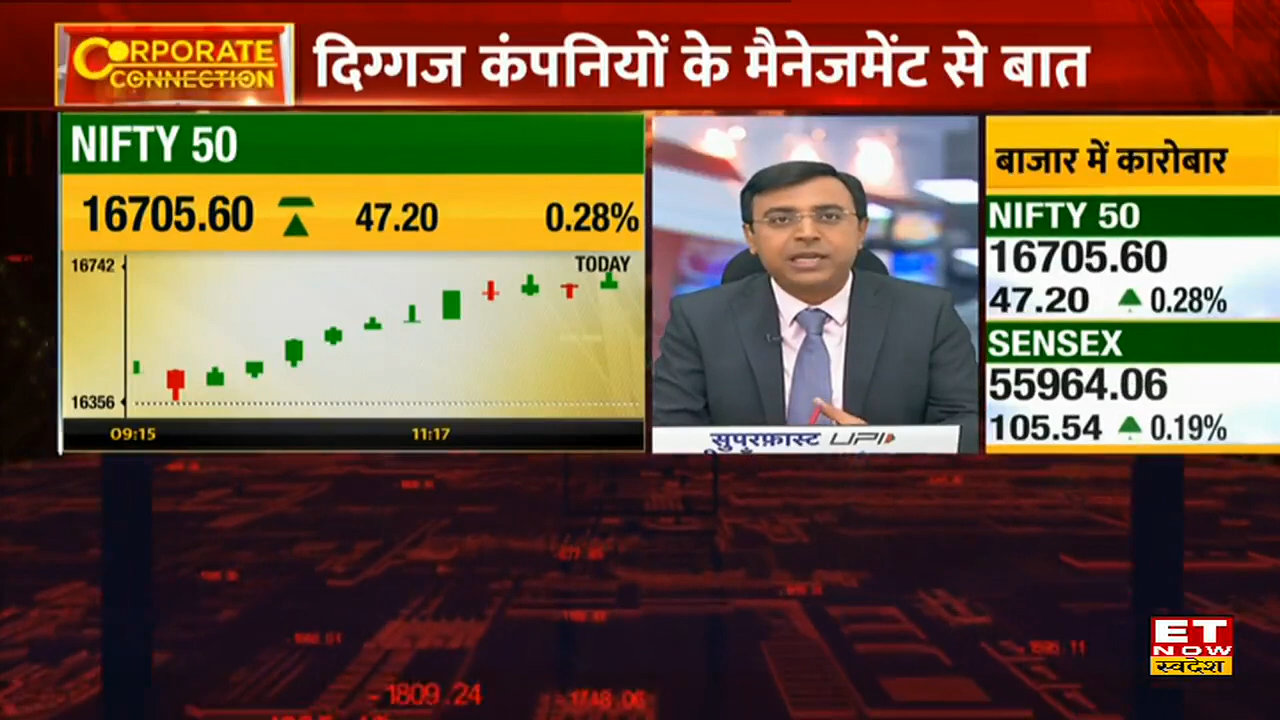 CORPORATE
CONNECTION
दिग्गज कंपनियों के मैनेजमेंट से बात
NIFTY 50
16705.60 47.20 0.28%
16742
TODAY
16356
09:15 11:17
सुपरफ़ास्ट UPI
बाजार में कारोबार
NIFTY 50
16705.60
47.20 0.28%
SENSEX
55964.06
105.54 0.19%
ET
NOW
स्वदेश
-1809.24